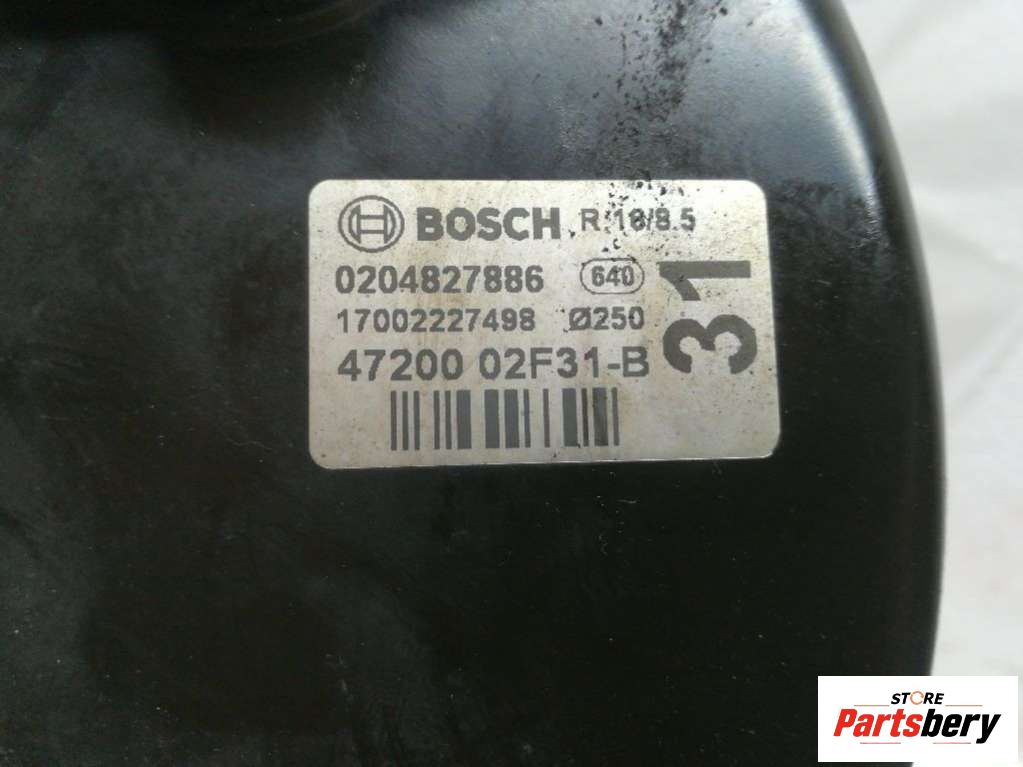 BOSCH R 18/8.5
0204827886 640
17002227498 Ø250
47200 02F31-B
31
STORE
Partsbery